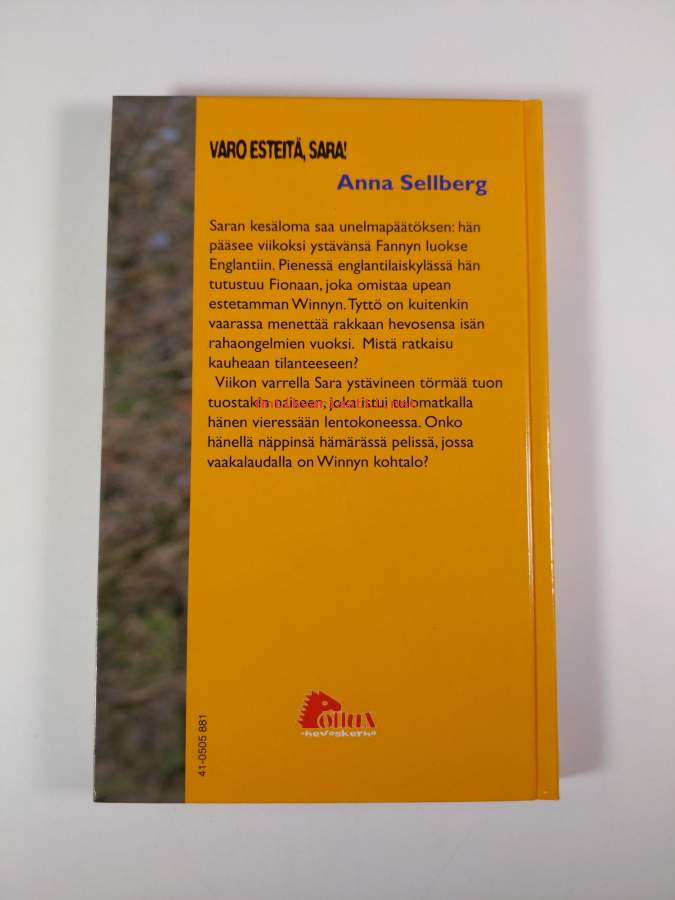 VARO ESTEITÄ, SARA!
Anna Sellberg
Saran kesäloma saa unelmapäätöksen: hän
pääsee viikoksi ystävänsä Fannyn luokse
Englantiin. Pienessä englantilaiskylässä hän
tutustuu Fionaan, joka omistaa upean
estetamman Winnyn. Tyttö on kuitenkin
vaarassa menettää rakkaan hevosensa isän
rahaongelmien vuoksi. Mistä ratkaisu
kauheaan tilanteeseen?
Viikon varrella Sara ystävineen törmää tuon
tuostakin joka istui tulomatkalla
hänen vieressään lentokoneessa. Onko
hänellä näppinsä hämärässä pelissä, jossa
vaakalaudalla on Winnyn kohtalo?
Pollux
-hevoskerho
41-0505 881